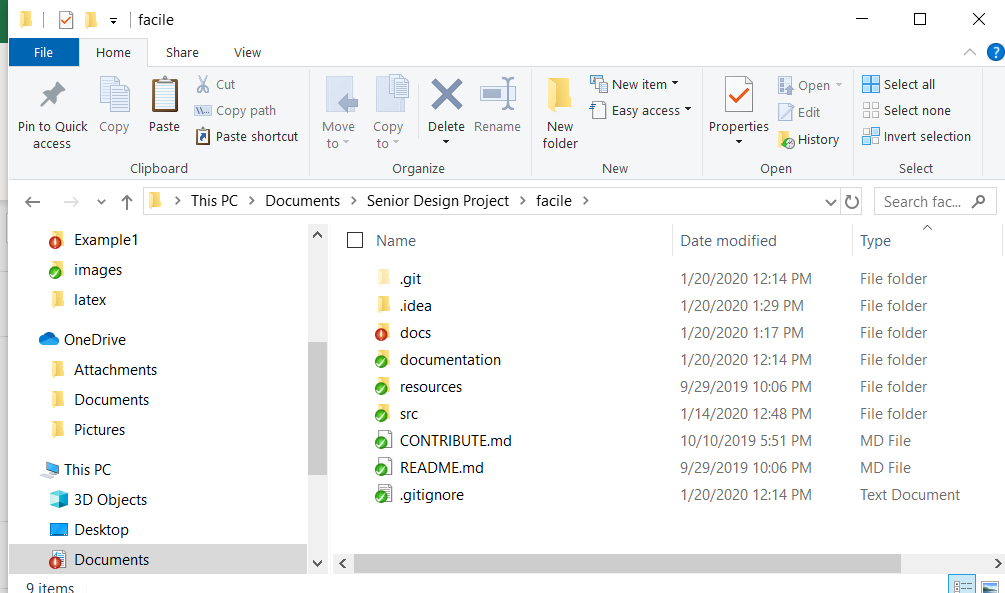 facile
File Home Share View
Pin to Quick access
Copy
Paste
Cut
Copy path
Paste shortcut
Clipboard
Move to
Copy to
Delete
Rename
Organize
New folder
New item
Easy access
New
Properties
Open
Edit
History
Open
Select all
Select none
Invert selection
Select
This PC > Documents > Senior Design Project > facile >
Search fac...
Example1
images
latex
OneDrive
Attachments
Documents
Pictures
This PC
3D Objects
Desktop
Documents
Name Date modified Type
.git 1/20/2020 12:14 PM File folder
.idea 1/20/2020 1:29 PM File folder
docs 1/20/2020 1:17 PM File folder
documentation 1/20/2020 12:14 PM File folder
resources 9/29/2019 10:06 PM File folder
src 1/14/2020 12:48 PM File folder
CONTRIBUTE.md 10/10/2019 5:51 PM MD File
README.md 9/29/2019 10:06 PM MD File
.gitignore 1/20/2020 12:14 PM Text Document
9 items